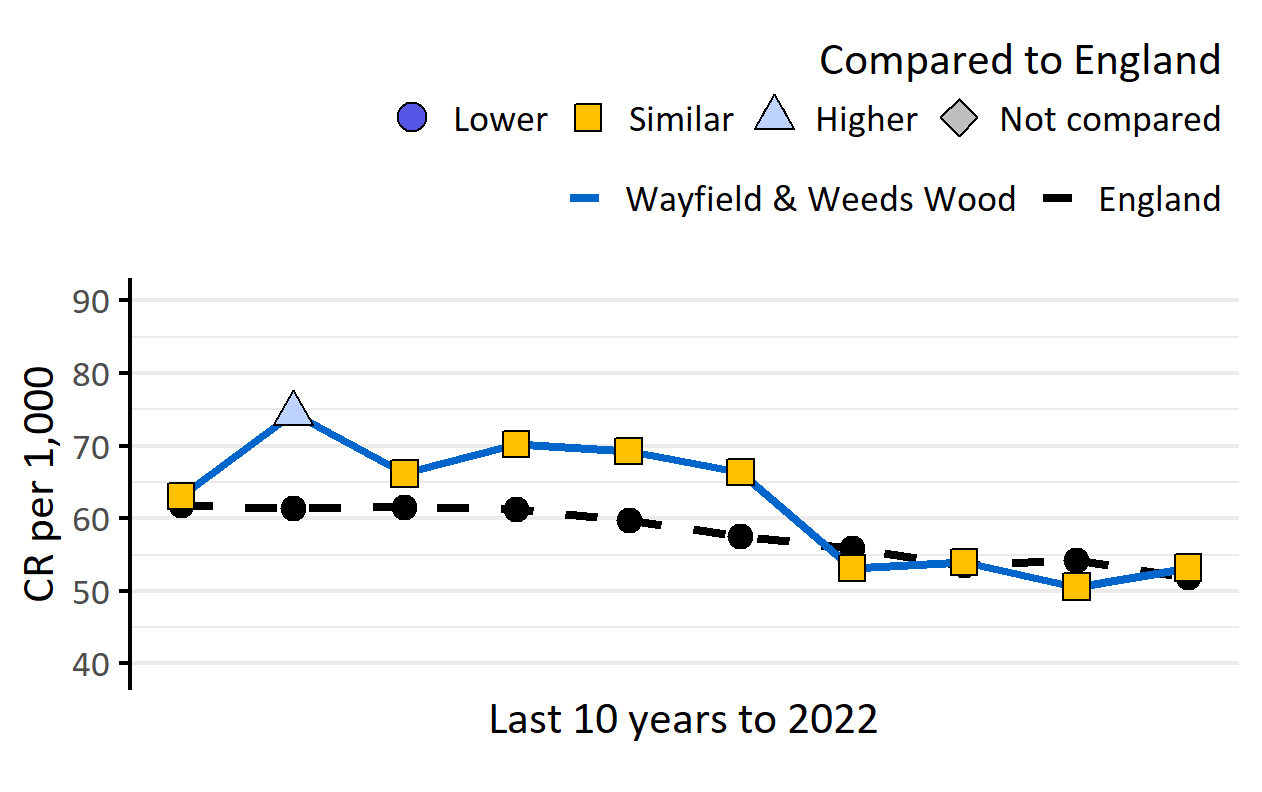 Compared to England
Lower Similar Higher Not compared
Wayfield & Weeds Wood England
90
80
70
60
50
40
CR per 1,000
Last 10 years to 2022